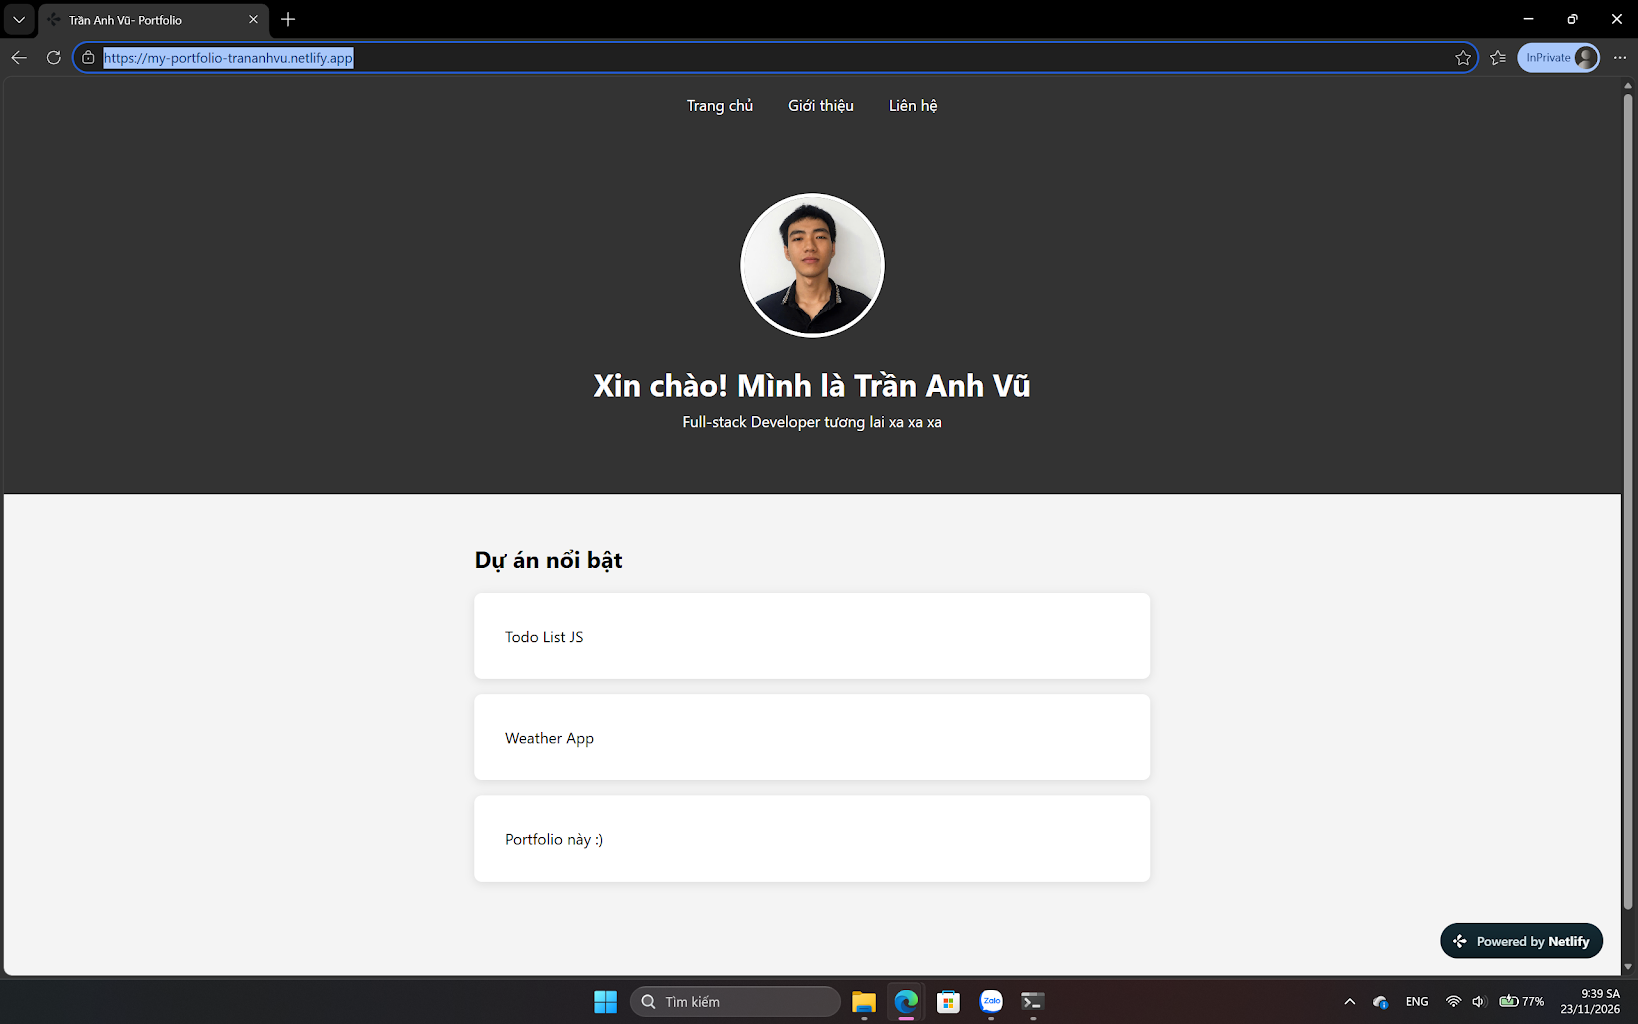 Trần Anh Vũ- Portfolio
https://my-portfolio-trananhvu.netlify.app
InPrivate
Trang chủ Giới thiệu Liên hệ
Xin chào! Mình là Trần Anh Vũ
Full-stack Developer tương lai xa xa xa
Dự án nổi bật
Todo List JS
Weather App
Portfolio này :)
Powered by Netlify
Tìm kiếm
Zalo
ENG
77%
9:39 SA
23/11/2026